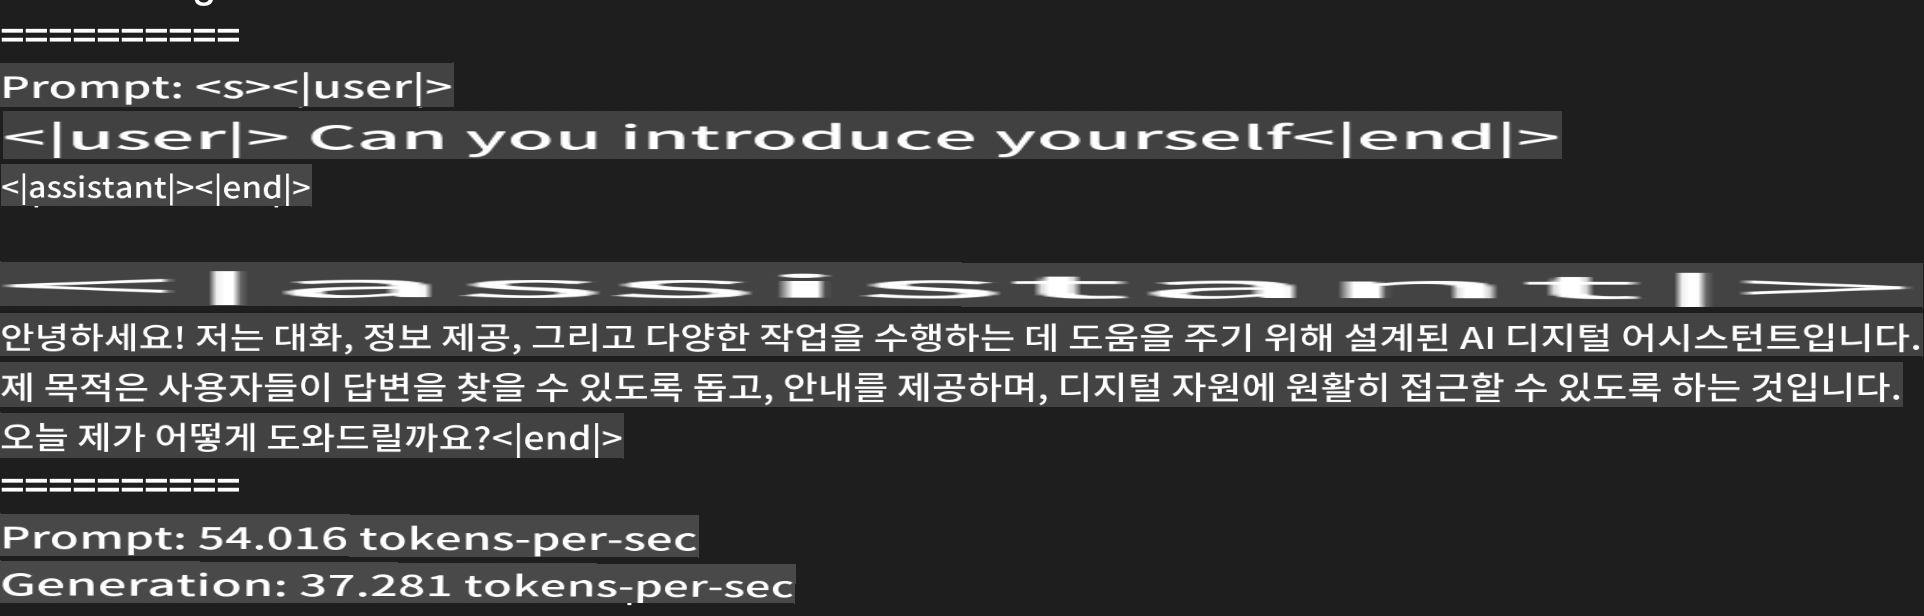 ==========
Prompt: <s><|user|>
<|user|> Can you introduce yourself<|end|>
<|assistant|><|end|>
<|assistant|>
안녕하세요! 저는 대화, 정보 제공, 그리고 다양한 작업을 수행하는 데 도움을 주기 위해 설계된 AI 디지털 어시스턴트입니다.
제 목적은 사용자들이 답변을 찾을 수 있도록 돕고, 안내를 제공하며, 디지털 자원에 원활히 접근할 수 있도록 하는 것입니다.
오늘 제가 어떻게 도와드릴까요?<|end|>
==========
Prompt: 54.016 tokens-per-sec
Generation: 37.281 tokens-per-sec